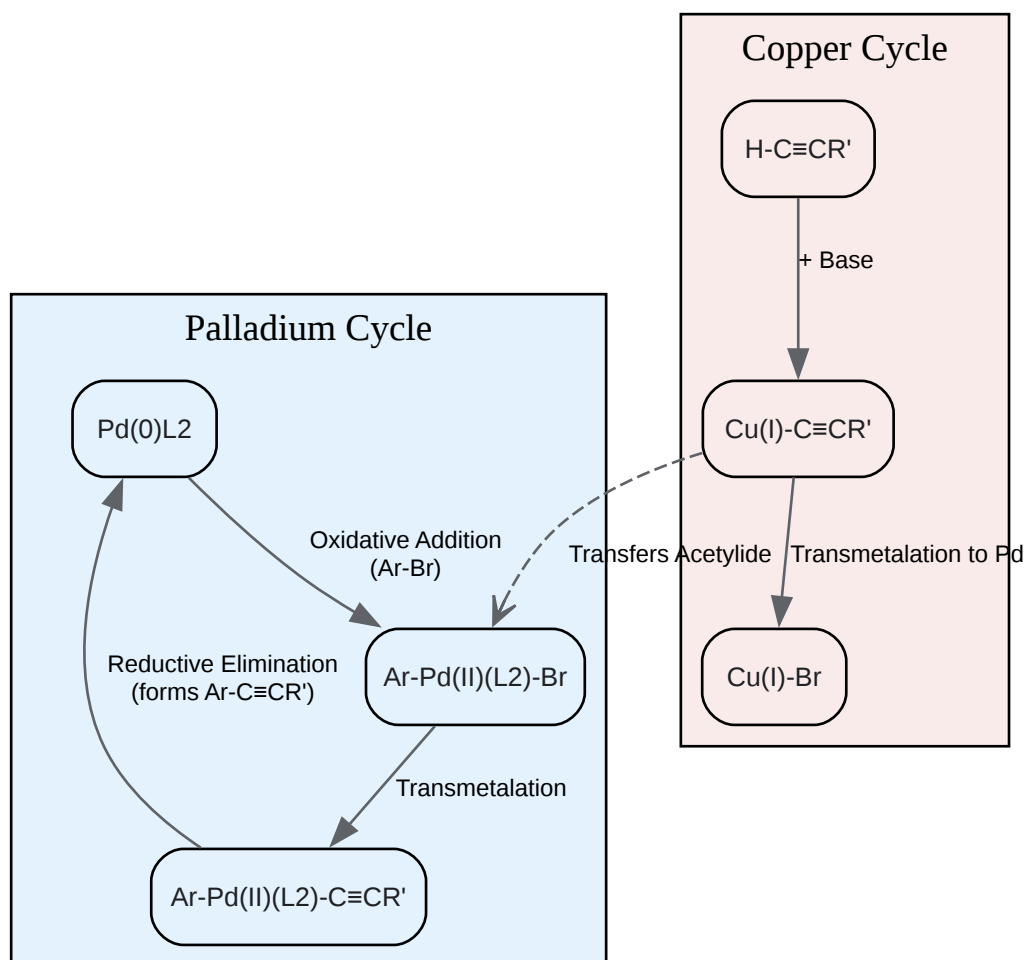 Copper Cycle
H-C≡CR'
+ Base
Palladium Cycle
Pd(0)L2
Cu(I)-C≡CR'
Oxidative Addition
(Ar-Br)
Transfers Acetylide
Transmetalation to Pd
Reductive Elimination
(forms Ar-C≡CR')
Ar-Pd(II)(L2)-Br
Cu(I)-Br
Transmetalation
Ar-Pd(II)(L2)-C≡CR'